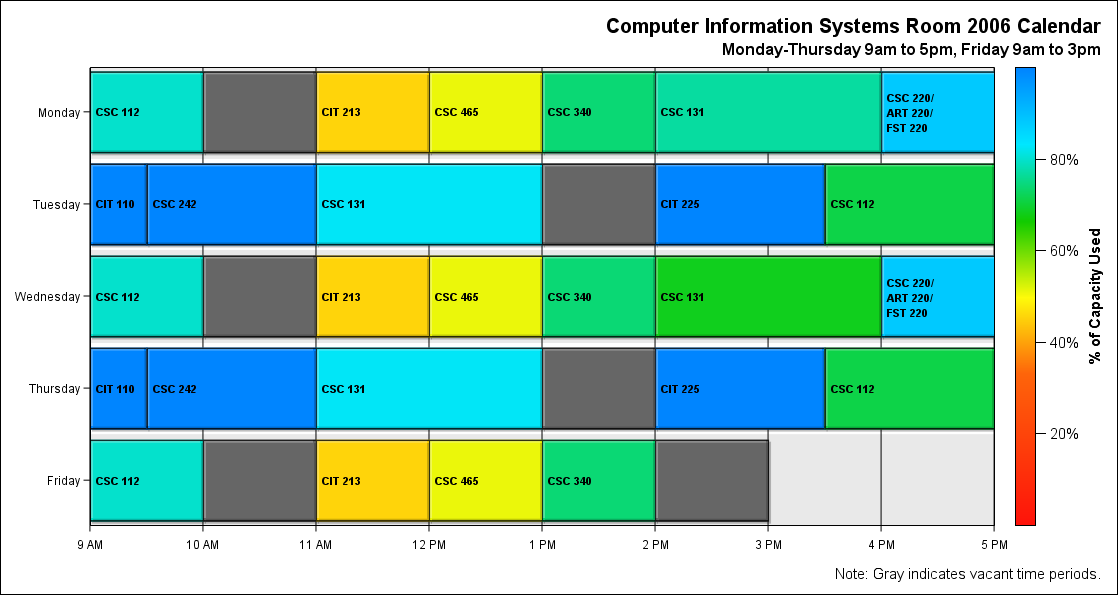 Computer Information Systems Room 2006 Calendar
Monday-Thursday 9am to 5pm, Friday 9am to 3pm
Monday
CSC 112
CIT 213
CSC 465
CSC 340
CSC 131
CSC 220/
ART 220/
FST 220
Tuesday
CIT 110
CSC 242
CSC 131
CIT 225
CSC 112
Wednesday
CSC 112
CIT 213
CSC 465
CSC 340
CSC 131
CSC 220/
ART 220/
FST 220
Thursday
CIT 110
CSC 242
CSC 131
CIT 225
CSC 112
Friday
CSC 112
CIT 213
CSC 465
CSC 340
9 AM
10 AM
11 AM
12 PM
1 PM
2 PM
3 PM
4 PM
5 PM
80%
60%
40%
20%
% of Capacity Used
Note: Gray indicates vacant time periods.